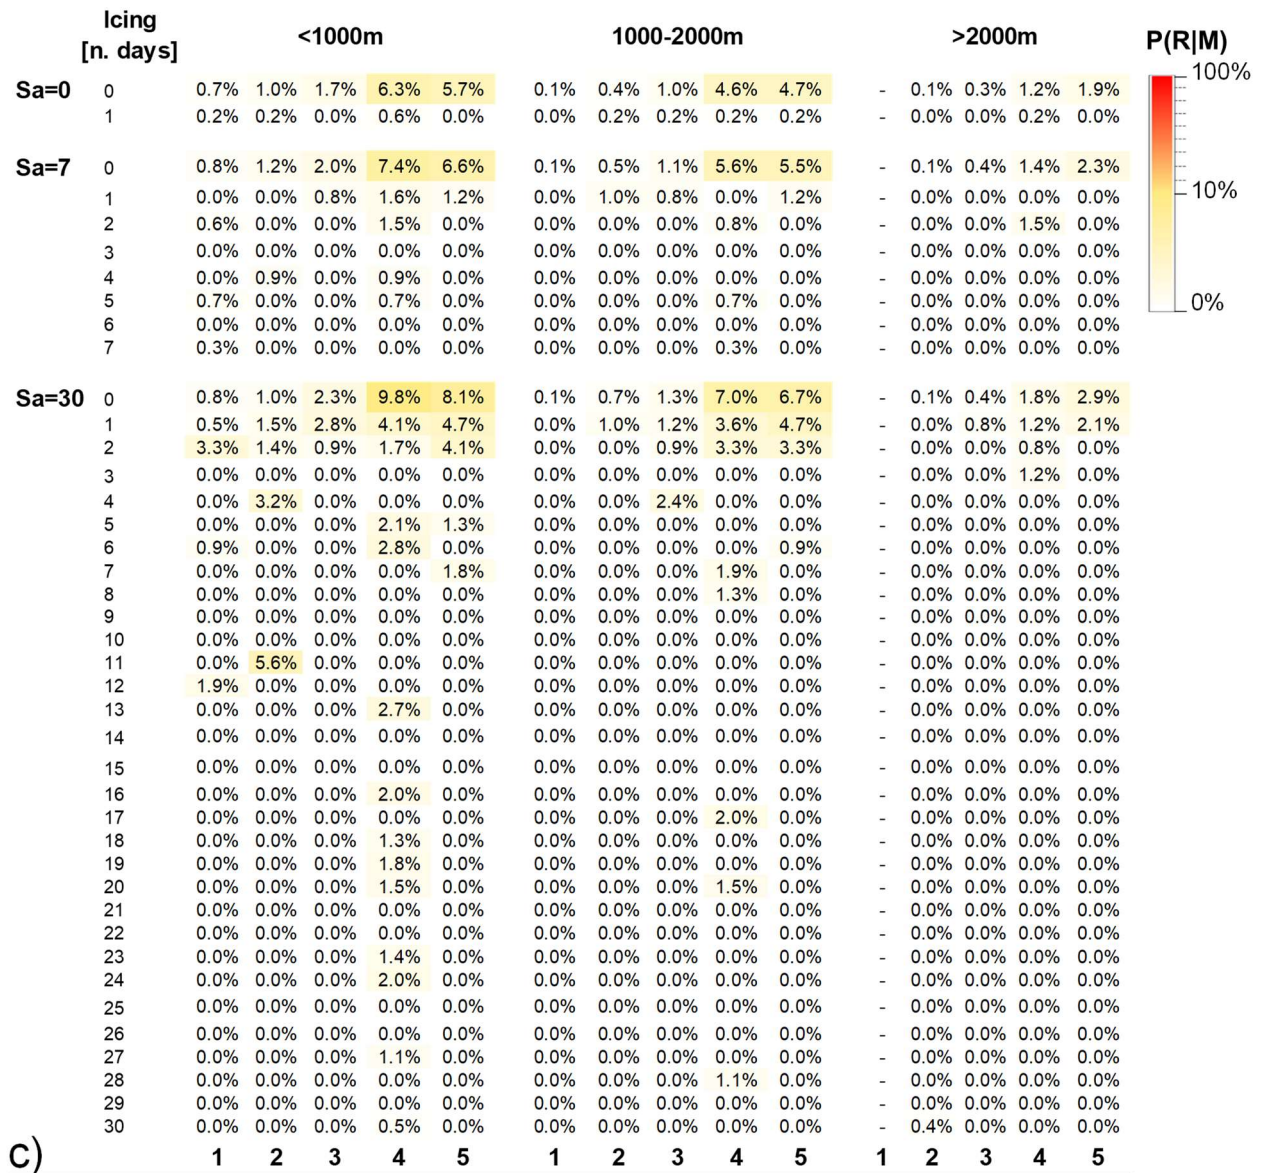 Icing
[n. days] <1000m 1000-2000m >2000m P(R|M)
Sa=0 0 0.7% 1.0% 1.7% 6.3% 5.7% 0.1% 0.4% 1.0% 4.6% 4.7% - 0.1% 0.3% 1.2% 1.9% 100%
1 0.2% 0.2% 0.0% 0.6% 0.0% 0.0% 0.2% 0.2% 0.2% 0.2% - 0.0% 0.0% 0.2% 0.0%
Sa=7 0 0.8% 1.2% 2.0% 7.4% 6.6% 0.1% 0.5% 1.1% 5.6% 5.5% - 0.1% 0.4% 1.4% 2.3%
1 0.0% 0.0% 0.8% 1.6% 1.2% 0.0% 1.0% 0.8% 0.0% 1.2% - 0.0% 0.0% 0.0% 0.0% 10%
2 0.6% 0.0% 0.0% 1.5% 0.0% 0.0% 0.0% 0.0% 0.8% 0.0% - 0.0% 0.0% 1.5% 0.0%
3 0.0% 0.0% 0.0% 0.0% 0.0% 0.0% 0.0% 0.0% 0.0% 0.0% - 0.0% 0.0% 0.0% 0.0%
4 0.0% 0.9% 0.0% 0.9% 0.0% 0.0% 0.0% 0.0% 0.0% 0.0% - 0.0% 0.0% 0.0% 0.0%
5 0.7% 0.0% 0.0% 0.7% 0.0% 0.0% 0.0% 0.0% 0.7% 0.0% - 0.0% 0.0% 0.0% 0.0% 0%
6 0.0% 0.0% 0.0% 0.0% 0.0% 0.0% 0.0% 0.0% 0.0% 0.0% - 0.0% 0.0% 0.0% 0.0%
7 0.3% 0.0% 0.0% 0.0% 0.0% 0.0% 0.0% 0.0% 0.3% 0.0% - 0.0% 0.0% 0.0% 0.0%
Sa=30 0 0.8% 1.0% 2.3% 9.8% 8.1% 0.1% 0.7% 1.3% 7.0% 6.7% - 0.1% 0.4% 1.8% 2.9%
1 0.5% 1.5% 2.8% 4.1% 4.7% 0.0% 1.0% 1.2% 3.6% 4.7% - 0.0% 0.8% 1.2% 2.1%
2 3.3% 1.4% 0.9% 1.7% 4.1% 0.0% 0.0% 0.9% 3.3% 3.3% - 0.0% 0.0% 0.8% 0.0%
3 0.0% 0.0% 0.0% 0.0% 0.0% 0.0% 0.0% 0.0% 0.0% 0.0% - 0.0% 0.0% 1.2% 0.0%
4 0.0% 3.2% 0.0% 0.0% 0.0% 0.0% 0.0% 2.4% 0.0% 0.0% - 0.0% 0.0% 0.0% 0.0%
5 0.0% 0.0% 0.0% 2.1% 1.3% 0.0% 0.0% 0.0% 0.0% 0.0% - 0.0% 0.0% 0.0% 0.0%
6 0.9% 0.0% 0.0% 2.8% 0.0% 0.0% 0.0% 0.0% 0.0% 0.9% - 0.0% 0.0% 0.0% 0.0%
7 0.0% 0.0% 0.0% 0.0% 1.8% 0.0% 0.0% 0.0% 1.9% 0.0% - 0.0% 0.0% 0.0% 0.0%
8 0.0% 0.0% 0.0% 0.0% 0.0% 0.0% 0.0% 0.0% 1.3% 0.0% - 0.0% 0.0% 0.0% 0.0%
9 0.0% 0.0% 0.0% 0.0% 0.0% 0.0% 0.0% 0.0% 0.0% 0.0% - 0.0% 0.0% 0.0% 0.0%
10 0.0% 0.0% 0.0% 0.0% 0.0% 0.0% 0.0% 0.0% 0.0% 0.0% - 0.0% 0.0% 0.0% 0.0%
11 0.0% 5.6% 0.0% 0.0% 0.0% 0.0% 0.0% 0.0% 0.0% 0.0% - 0.0% 0.0% 0.0% 0.0%
12 1.9% 0.0% 0.0% 0.0% 0.0% 0.0% 0.0% 0.0% 0.0% 0.0% - 0.0% 0.0% 0.0% 0.0%
13 0.0% 0.0% 0.0% 2.7% 0.0% 0.0% 0.0% 0.0% 0.0% 0.0% - 0.0% 0.0% 0.0% 0.0%
14 0.0% 0.0% 0.0% 0.0% 0.0% 0.0% 0.0% 0.0% 0.0% 0.0% - 0.0% 0.0% 0.0% 0.0%
15 0.0% 0.0% 0.0% 0.0% 0.0% 0.0% 0.0% 0.0% 0.0% 0.0% - 0.0% 0.0% 0.0% 0.0%
16 0.0% 0.0% 0.0% 2.0% 0.0% 0.0% 0.0% 0.0% 0.0% 0.0% - 0.0% 0.0% 0.0% 0.0%
17 0.0% 0.0% 0.0% 0.0% 0.0% 0.0% 0.0% 0.0% 2.0% 0.0% - 0.0% 0.0% 0.0% 0.0%
18 0.0% 0.0% 0.0% 1.3% 0.0% 0.0% 0.0% 0.0% 0.0% 0.0% - 0.0% 0.0% 0.0% 0.0%
19 0.0% 0.0% 0.0% 1.8% 0.0% 0.0% 0.0% 0.0% 0.0% 0.0% - 0.0% 0.0% 0.0% 0.0%
20 0.0% 0.0% 0.0% 1.5% 0.0% 0.0% 0.0% 0.0% 1.5% 0.0% - 0.0% 0.0% 0.0% 0.0%
21 0.0% 0.0% 0.0% 0.0% 0.0% 0.0% 0.0% 0.0% 0.0% 0.0% - 0.0% 0.0% 0.0% 0.0%
22 0.0% 0.0% 0.0% 0.0% 0.0% 0.0% 0.0% 0.0% 0.0% 0.0% - 0.0% 0.0% 0.0% 0.0%
23 0.0% 0.0% 0.0% 1.4% 0.0% 0.0% 0.0% 0.0% 0.0% 0.0% - 0.0% 0.0% 0.0% 0.0%
24 0.0% 0.0% 0.0% 2.0% 0.0% 0.0% 0.0% 0.0% 0.0% 0.0% - 0.0% 0.0% 0.0% 0.0%
25 0.0% 0.0% 0.0% 0.0% 0.0% 0.0% 0.0% 0.0% 0.0% 0.0% - 0.0% 0.0% 0.0% 0.0%
26 0.0% 0.0% 0.0% 0.0% 0.0% 0.0% 0.0% 0.0% 0.0% 0.0% - 0.0% 0.0% 0.0% 0.0%
27 0.0% 0.0% 0.0% 1.1% 0.0% 0.0% 0.0% 0.0% 0.0% 0.0% - 0.0% 0.0% 0.0% 0.0%
28 0.0% 0.0% 0.0% 0.0% 0.0% 0.0% 0.0% 0.0% 1.1% 0.0% - 0.0% 0.0% 0.0% 0.0%
29 0.0% 0.0% 0.0% 0.0% 0.0% 0.0% 0.0% 0.0% 0.0% 0.0% - 0.0% 0.0% 0.0% 0.0%
30 0.0% 0.0% 0.0% 0.5% 0.0% 0.0% 0.0% 0.0% 0.0% 0.0% - 0.4% 0.0% 0.0% 0.0%
c) 1 2 3 4 5 1 2 3 4 5 1 2 3 4 5